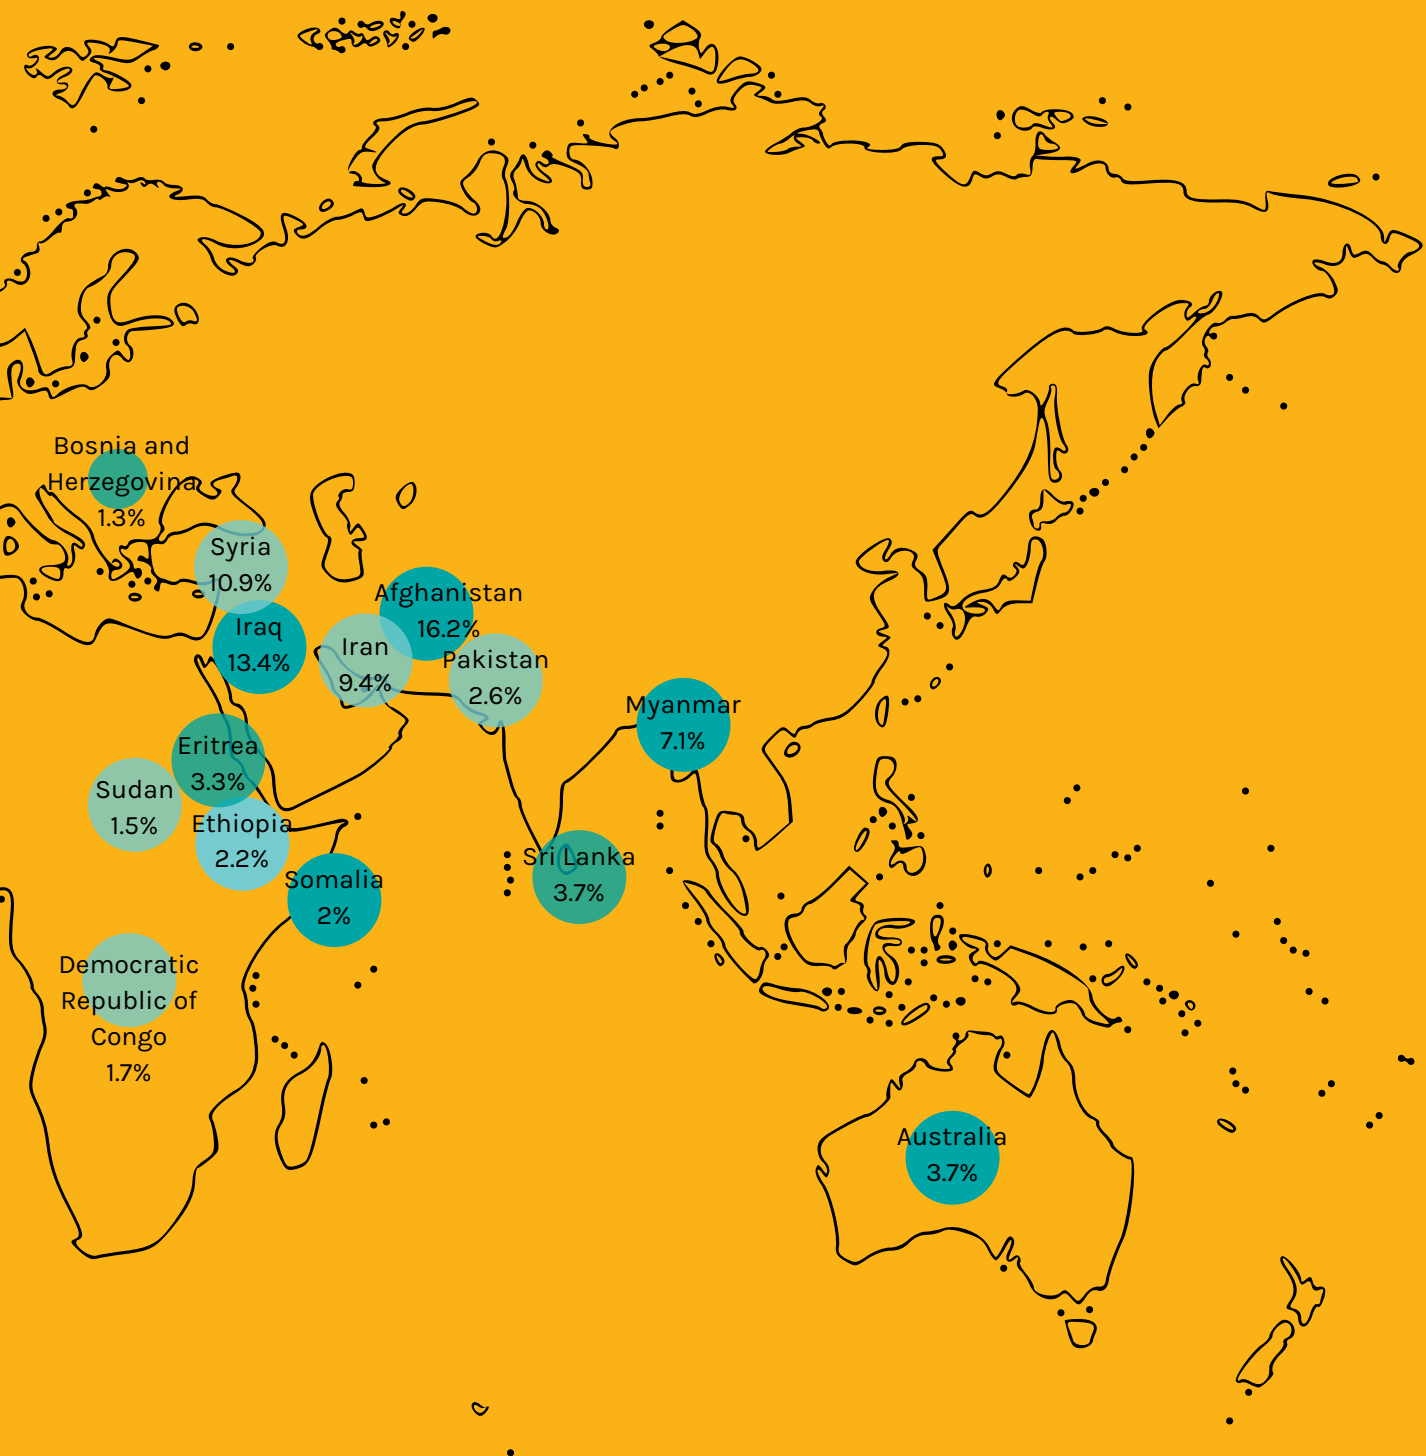 Bosnia and
Herzegovina
1.3%
Syria
10.9%
Afghanistan
16.2%
Iraq
13.4%
Iran
9.4%
Pakistan
2.6%
Myanmar
7.1%
Eritrea
3.3%
Sudan
1.5%
Ethiopia
2.2%
Sri Lanka
3.7%
Somalia
2%
Democratic
Republic of
Congo
1.7%
Australia
3.7%